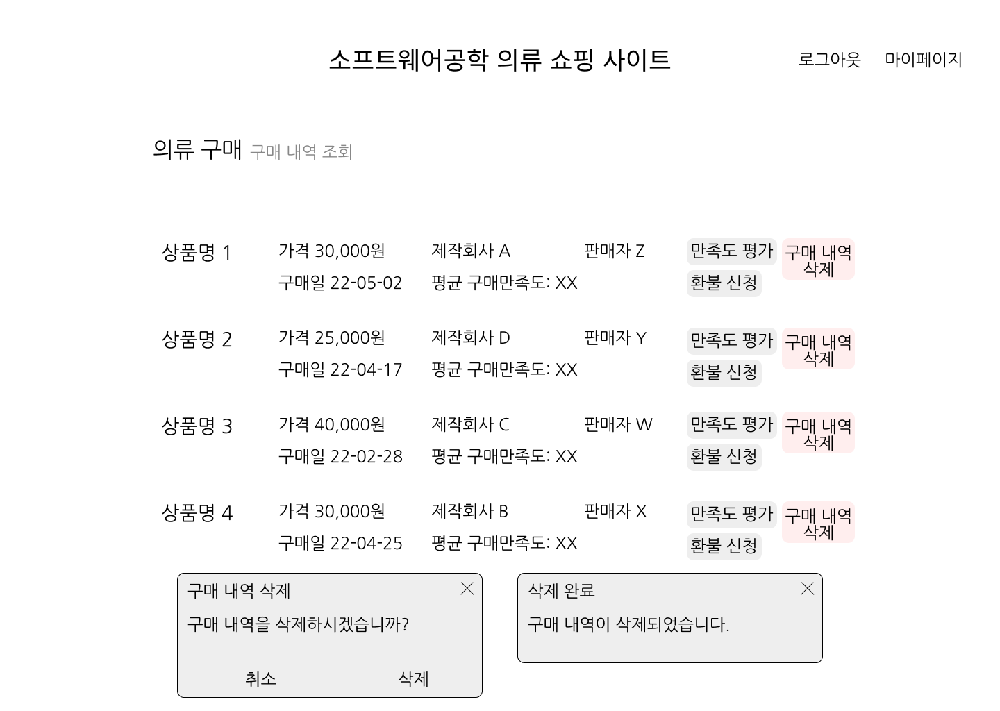 소프트웨어공학 의류 쇼핑 사이트 로그아웃 마이페이지
의류 구매 구매 내역 조회
상품명 1 가격 30,000원 제작회사 A 판매자 Z 만족도 평가 구매 내역
삭제
구매일 22-05-02 평균 구매만족도: XX 환불 신청
상품명 2 가격 25,000원 제작회사 D 판매자 Y 만족도 평가 구매 내역
삭제
구매일 22-04-17 평균 구매만족도: XX 환불 신청
상품명 3 가격 40,000원 제작회사 C 판매자 W 만족도 평가 구매 내역
삭제
구매일 22-02-28 평균 구매만족도: XX 환불 신청
상품명 4 가격 30,000원 제작회사 B 판매자 X 만족도 평가 구매 내역
삭제
구매일 22-04-25 평균 구매만족도: XX 환불 신청
구매 내역 삭제
구매 내역을 삭제하시겠습니까?
취소 삭제
삭제 완료
구매 내역이 삭제되었습니다.